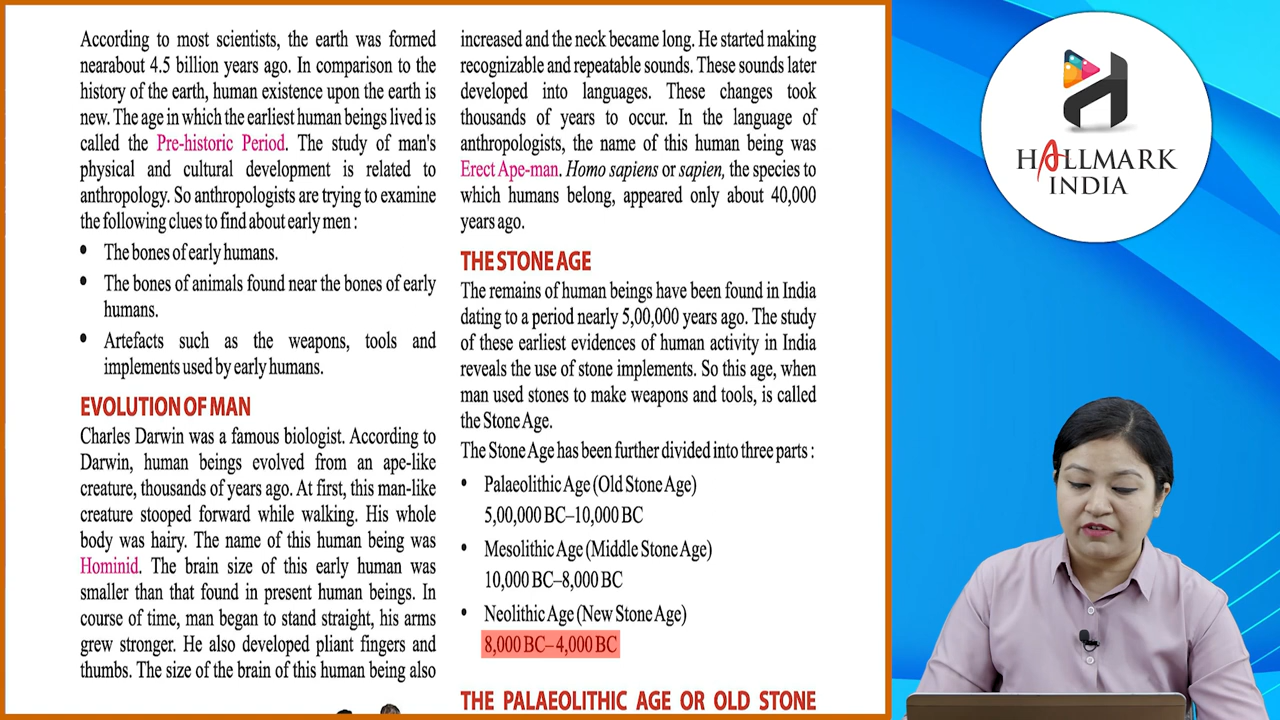 According to most scientists, the earth was formed
nearabout 4.5 billion years ago. In comparison to the
history of the earth, human existence upon the earth is
new. The age in which the earliest human beings lived is
called the Pre-historic Period. The study of man's
physical and cultural development is related to
anthropology. So anthropologists are trying to examine
the following clues to find about early men :
• The bones of early humans.
• The bones of animals found near the bones of early
humans.
• Artefacts such as the weapons, tools and
implements used by early humans.
EVOLUTION OF MAN
Charles Darwin was a famous biologist. According to
Darwin, human beings evolved from an ape-like
creature, thousands of years ago. At first, this man-like
creature stooped forward while walking. His whole
body was hairy. The name of this human being was
Hominid. The brain size of this early human was
smaller than that found in present human beings. In
course of time, man began to stand straight, his arms
grew stronger. He also developed pliant fingers and
thumbs. The size of the brain of this human being also
increased and the neck became long. He started making
recognizable and repeatable sounds. These sounds later
developed into languages. These changes took
thousands of years to occur. In the language of
anthropologists, the name of this human being was
Erect Ape-man. Homo sapiens or sapien, the species to
which humans belong, appeared only about 40,000
years ago.
THE STONE AGE
The remains of human beings have been found in India
dating to a period nearly 5,00,000 years ago. The study
of these earliest evidences of human activity in India
reveals the use of stone implements. So this age, when
man used stones to make weapons and tools, is called
the Stone Age.
The Stone Age has been further divided into three parts :
• Palaeolithic Age (Old Stone Age)
5,00,000 BC–10,000 BC
• Mesolithic Age (Middle Stone Age)
10,000 BC–8,000 BC
• Neolithic Age (New Stone Age)
8,000 BC–4,000 BC
THE PALAEOLITHIC AGE OR OLD STONE
HALLMARK
INDIA